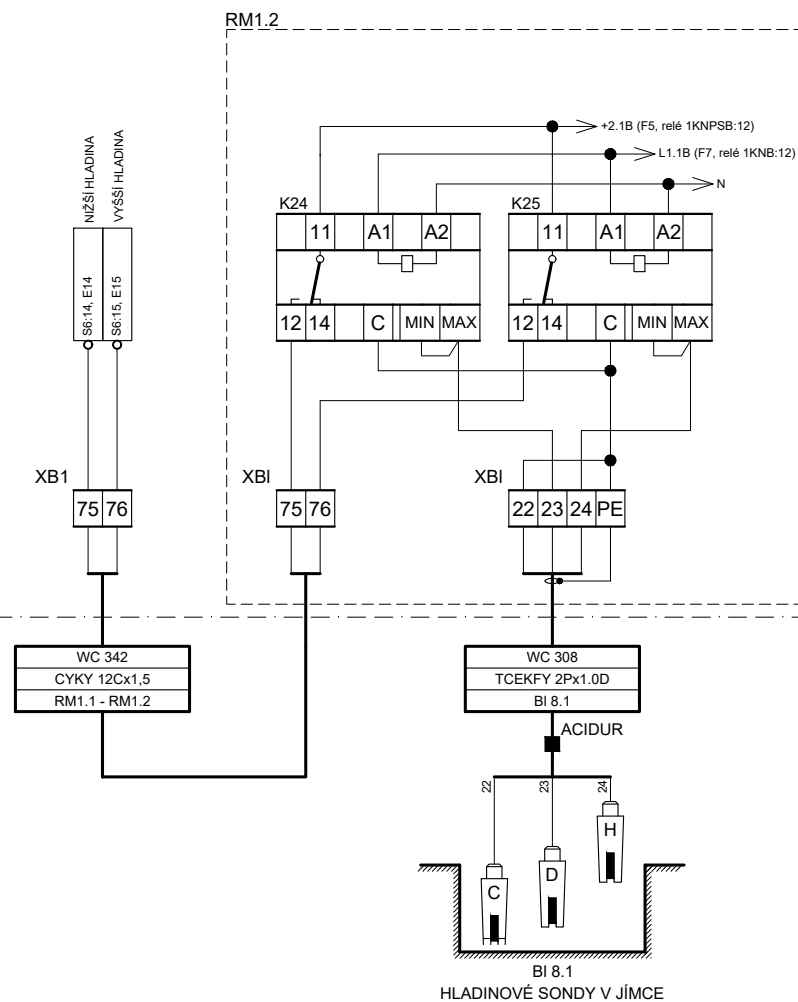 RM1.2
+2.1B (F5, relé 1KNPSB:12)
L1.1B (F7, relé 1KNB:12)
N
NIŽŠÍ HLADINA
VYŠŠÍ HLADINA
S6:14, E14
S6:15, E15
K24
K25
11 A1 A2
11 A1 A2
12 14 C MIN MAX
12 14 C MIN MAX
XB1
XBI
XBI
75 76
75 76
22 23 24 PE
WC 342
CYKY 12Cx1,5
RM1.1 - RM1.2
WC 308
TCEKFY 2Px1.0D
BI 8.1
ACIDUR
22
23
24
C
D
H
BI 8.1
HLADINOVÉ SONDY V JÍMCE